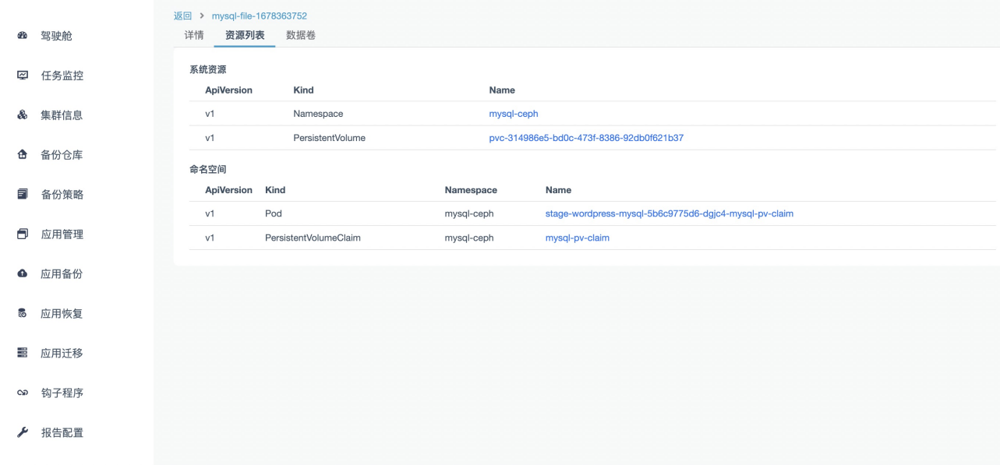 驾驶舱
任务监控
集群信息
备份仓库
备份策略
应用管理
应用备份
应用恢复
应用迁移
钩子程序
报告配置
返回 > mysql-file-1678363752
详情 资源列表 数据卷
系统资源
ApiVersion Kind Name
v1 Namespace mysql-ceph
v1 PersistentVolume pvc-314986e5-bd0c-473f-8386-92db0f621b37
命名空间
ApiVersion Kind Namespace Name
v1 Pod mysql-ceph stage-wordpress-mysql-5b6c9775d6-dgjc4-mysql-pv-claim
v1 PersistentVolumeClaim mysql-ceph mysql-pv-claim